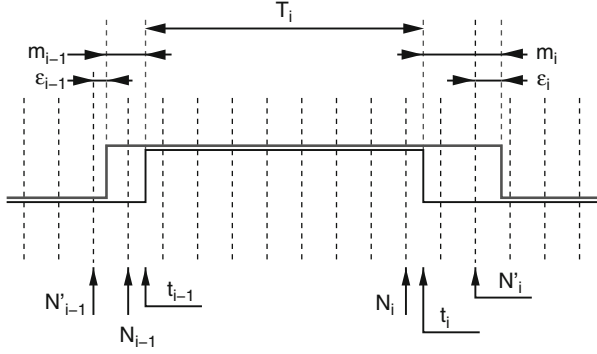 T_i
m_{i−1}
m_i
ε_{i−1}
ε_i
N'_{i−1}
N_{i−1}
t_{i−1}
N_i
t_i
N'_i